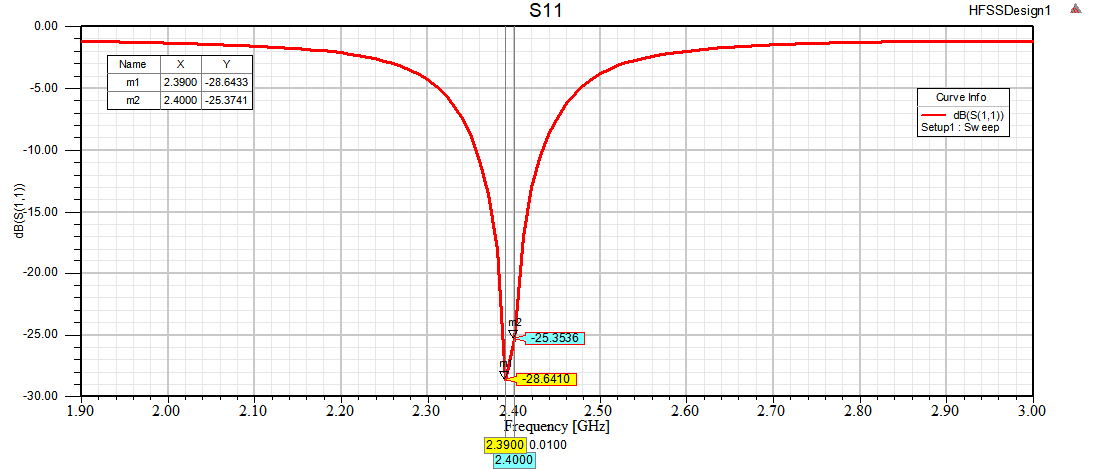 S11
HFSSDesign1
0.00
-5.00
-10.00
-15.00
-20.00
-25.00
-30.00
dB(S(1,1))
Name X Y
m1 2.3900 -28.6433
m2 2.4000 -25.3741
Curve Info
dB(S(1,1))
Setup1 : Sweep
m2
-25.3536
-28.6410
1.90 2.00 2.10 2.20 2.30 2.40 2.50 2.60 2.70 2.80 2.90 3.00
Frequency [GHz]
2.3900 0.0100
2.4000